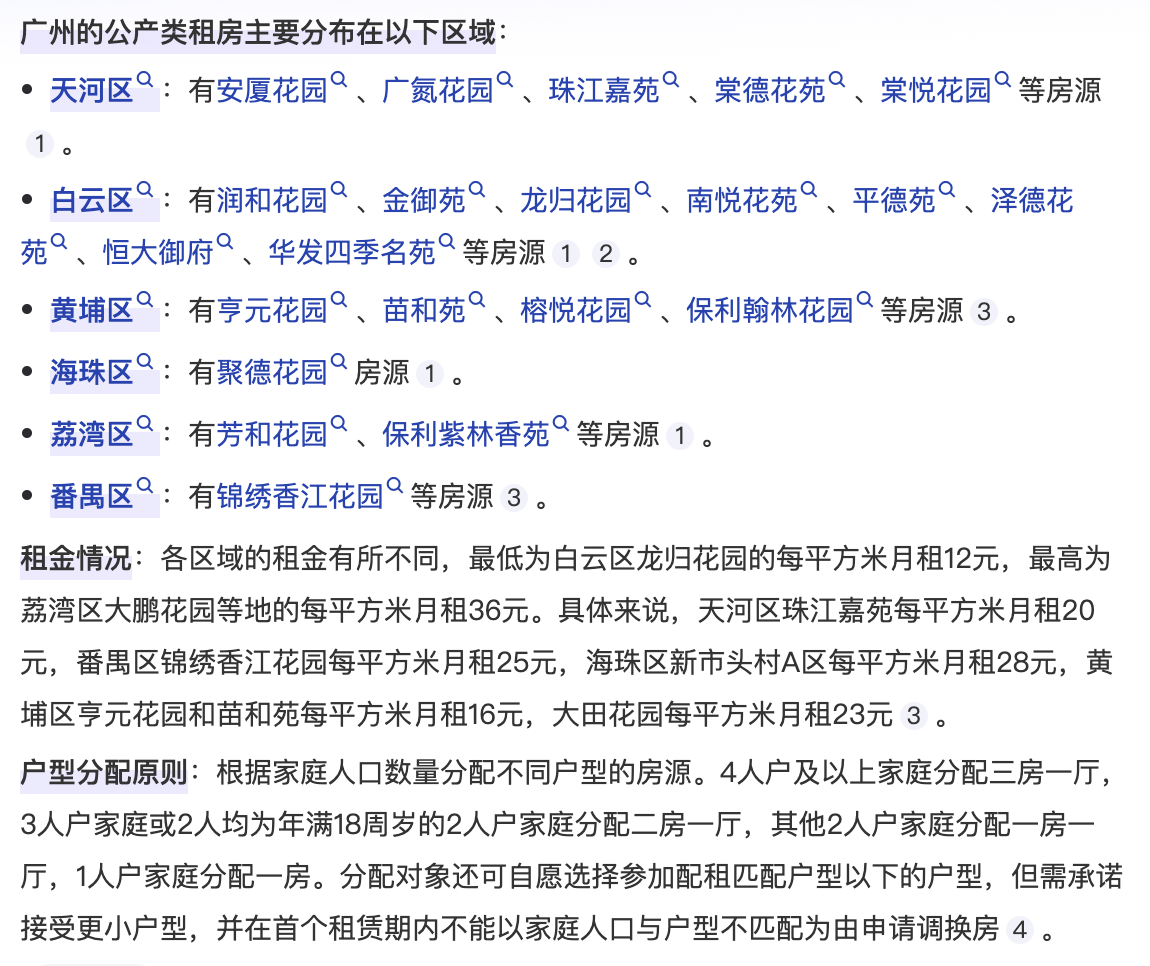 广州的公产类租房主要分布在以下区域：
• 天河区：有安厦花园、广氮花园、珠江嘉苑、棠德花苑、棠悦花园等房源
1 。
• 白云区：有润和花园、金御苑、龙归花园、南悦花苑、平德苑、泽德花
苑、恒大御府、华发四季名苑等房源 1 2 。
• 黄埔区：有亨元花园、苗和苑、榕悦花园、保利翰林花园等房源 3 。
• 海珠区：有聚德花园房源 1 。
• 荔湾区：有芳和花园、保利紫林香苑等房源 1 。
• 番禺区：有锦绣香江花园等房源 3 。
租金情况：各区域的租金有所不同，最低为白云区龙归花园的每平方米月租12元，最高为
荔湾区大鹏花园等地的每平方米月租36元。具体来说，天河区珠江嘉苑每平方米月租20
元，番禺区锦绣香江花园每平方米月租25元，海珠区新市头村A区每平方米月租28元，黄
埔区亨元花园和苗和苑每平方米月租16元，大田花园每平方米月租23元 3 。
户型分配原则：根据家庭人口数量分配不同户型的房源。4人户及以上家庭分配三房一厅，
3人户家庭或2人均为年满18周岁的2人户家庭分配二房一厅，其他2人户家庭分配一房一
厅，1人户家庭分配一房。分配对象还可自愿选择参加配租匹配户型以下的户型，但需承诺
接受更小户型，并在首个租赁期内不能以家庭人口与户型不匹配为由申请调换房 4 。